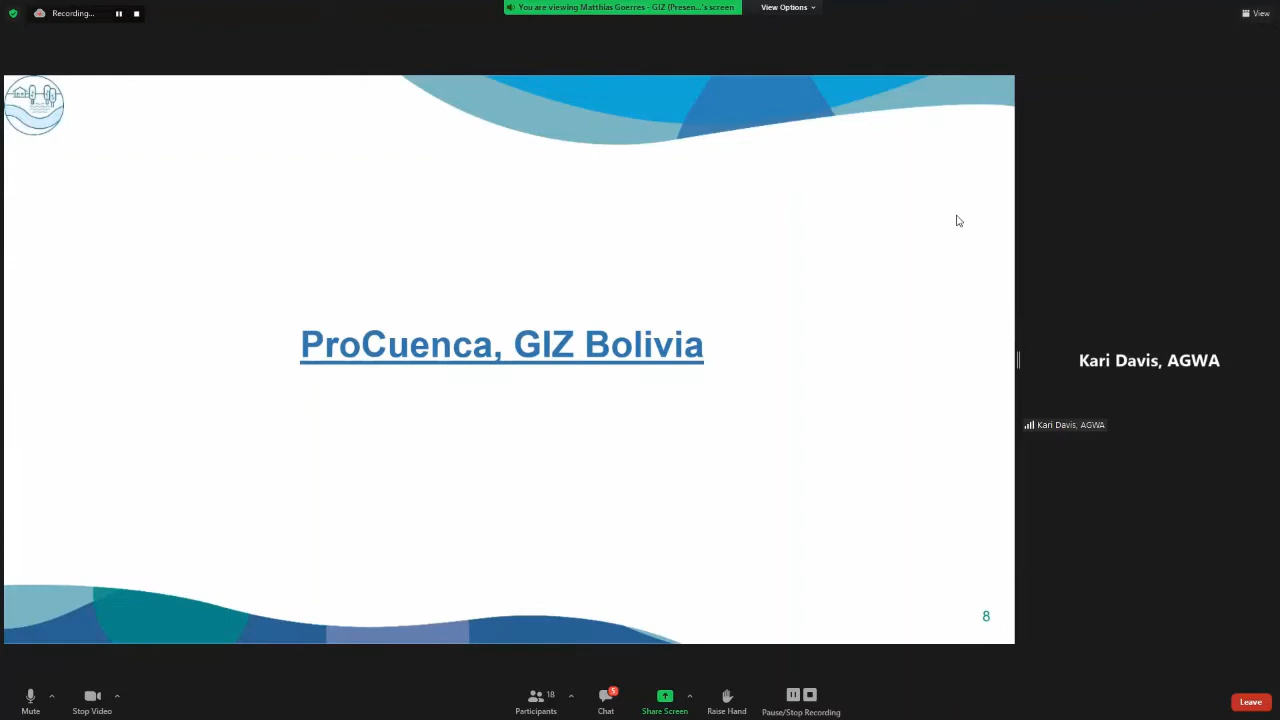 Recording...
You are viewing Matthias Goerres - GIZ (Presen...'s screen
View Options
View
ProCuenca, GIZ Bolivia
Kari Davis, AGWA
Kari Davis, AGWA
8
Mute
Stop Video
18
Participants
5
Chat
Share Screen
Raise Hand
Pause/Stop Recording
Leave